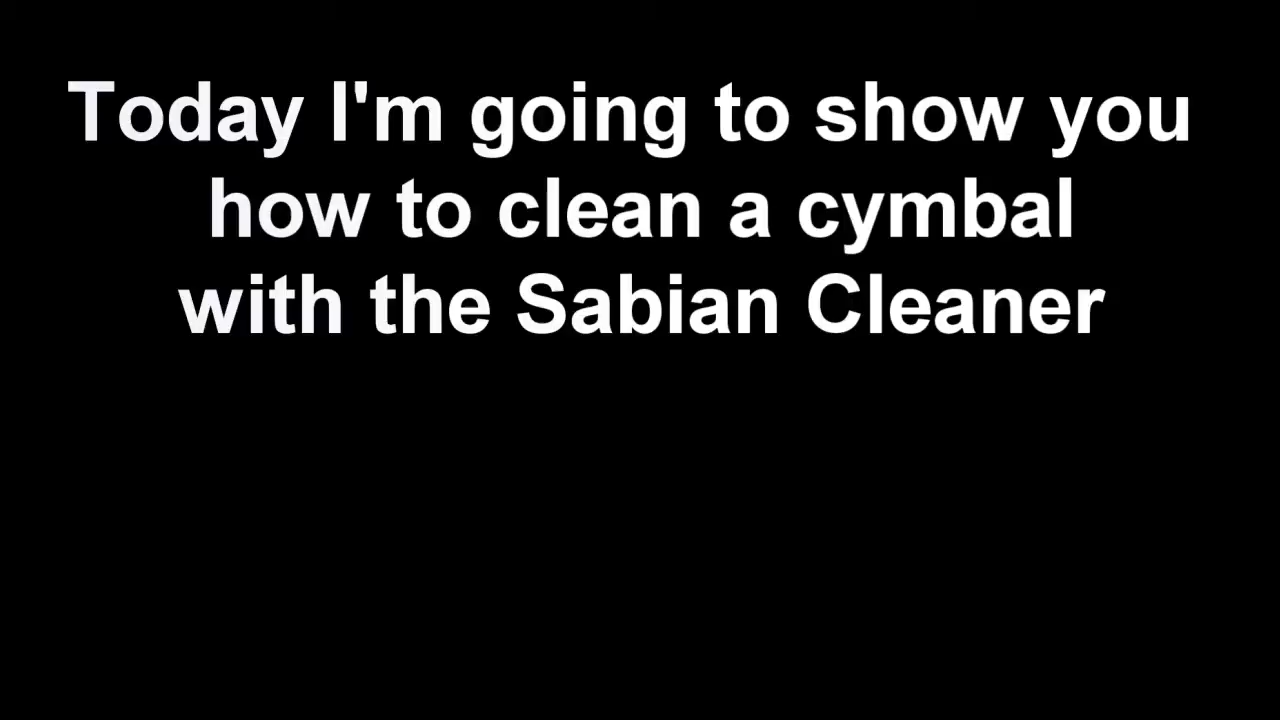 Today I'm going to show you
how to clean a cymbal
with the Sabian Cleaner